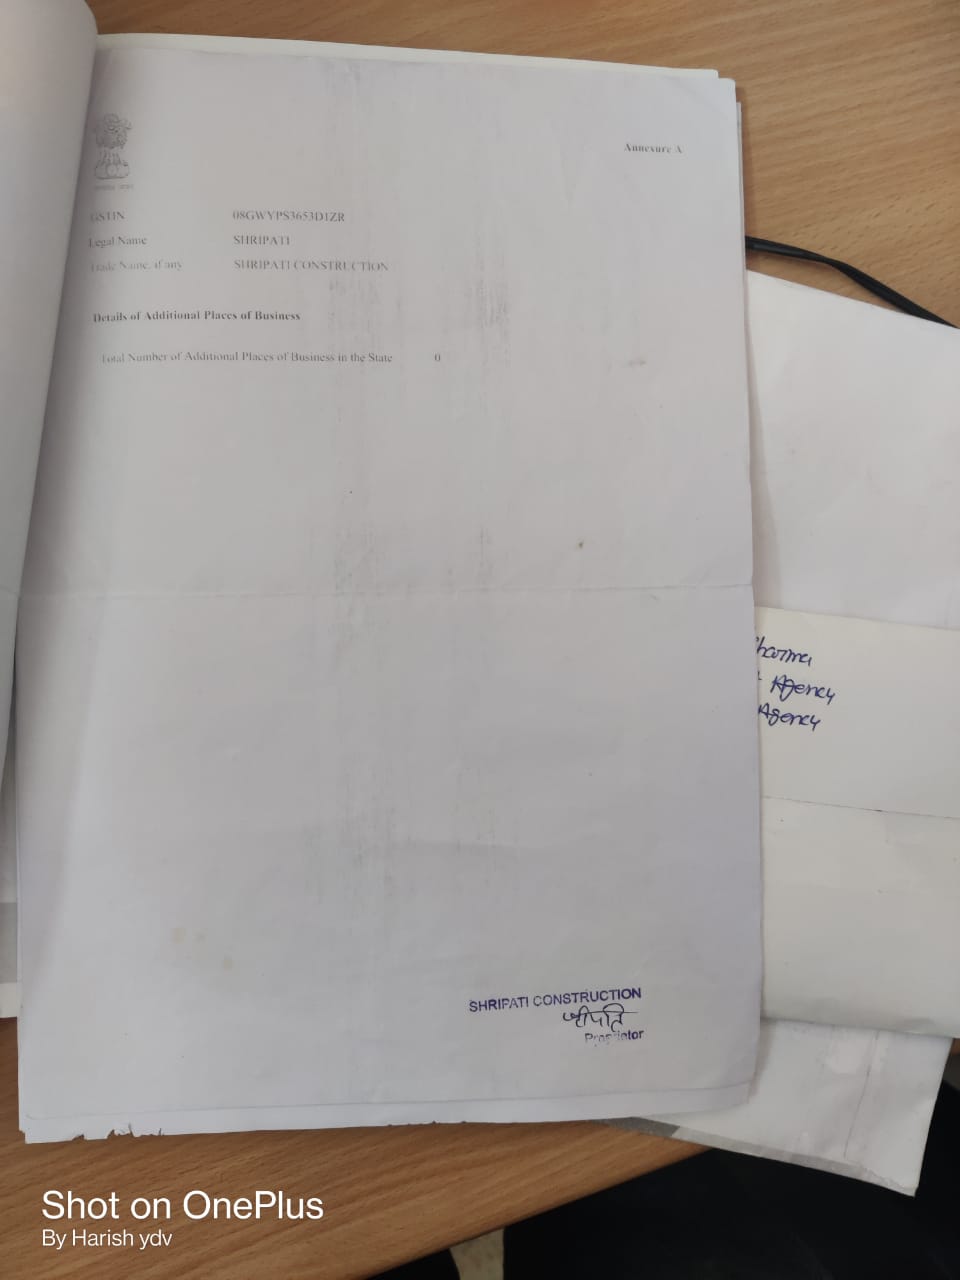 Annexure A
GSTIN 08GWYPS3653D1ZR
Legal Name SHRIPATI
Trade Name, if any SHRIPATI CONSTRUCTION
Details of Additional Places of Business
Total Number of Additional Places of Business in the State 0
harma
Agency
Agency
SHRIPATI CONSTRUCTION
श्रीपति
Proprietor
Shot on OnePlus
By Harish ydv